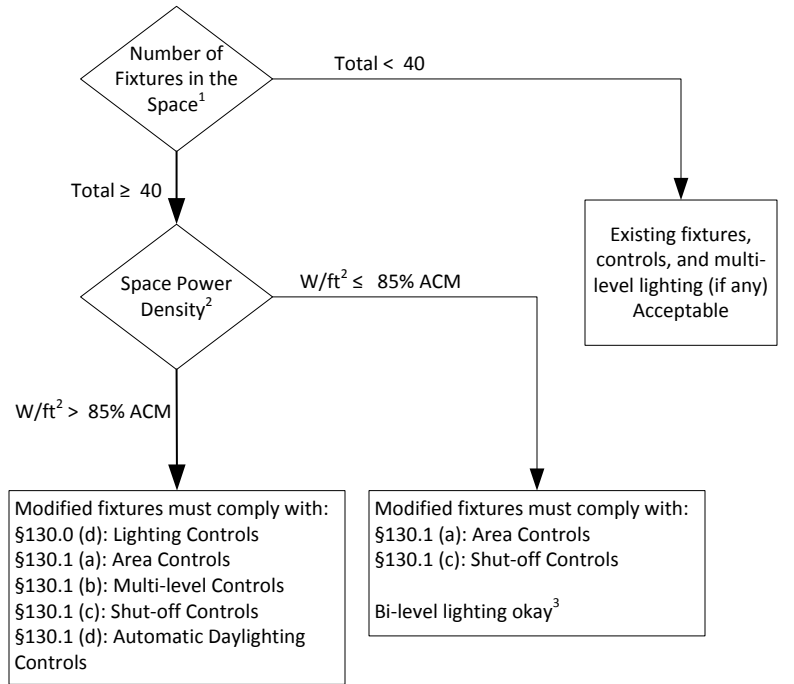 Number of
Fixtures in the
Space¹
Total < 40
Total ≥ 40
Existing fixtures,
controls, and multi-
level lighting (if any)
Acceptable
Space Power
Density²
W/ft² ≤ 85% ACM
W/ft² > 85% ACM
Modified fixtures must comply with:
§130.0 (d): Lighting Controls
§130.1 (a): Area Controls
§130.1 (b): Multi-level Controls
§130.1 (c): Shut-off Controls
§130.1 (d): Automatic Daylighting
Controls
Modified fixtures must comply with:
§130.1 (a): Area Controls
§130.1 (c): Shut-off Controls
Bi-level lighting okay³